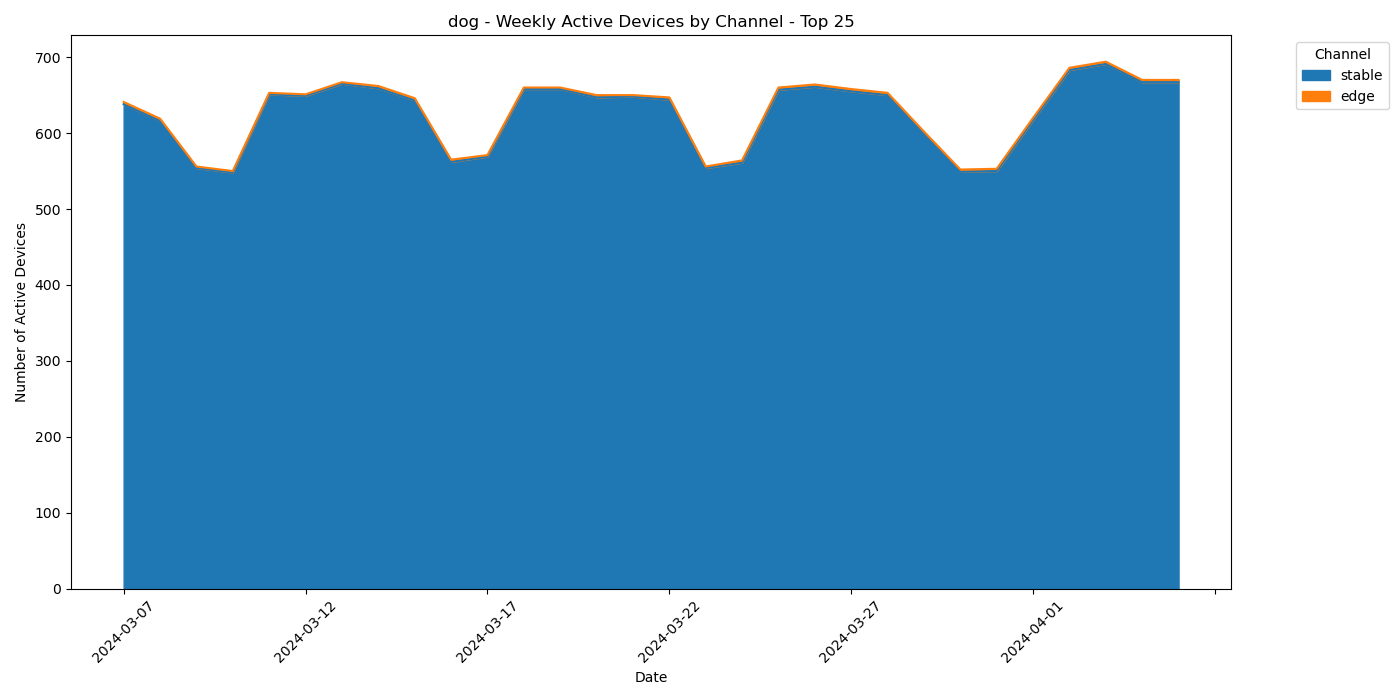 dog - Weekly Active Devices by Channel - Top 25
Channel
stable
edge
Number of Active Devices
700
600
500
400
300
200
100
0
2024-03-07
2024-03-12
2024-03-17
2024-03-22
2024-03-27
2024-04-01
Date